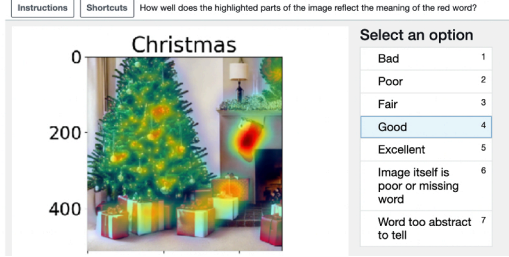 Instructions
Shortcuts
How well does the highlighted parts of the image reflect the meaning of the red word?
Christmas
0
200
400
Select an option
Bad 1
Poor 2
Fair 3
Good 4
Excellent 5
Image itself is 6
poor or missing
word
Word too abstract 7
to tell